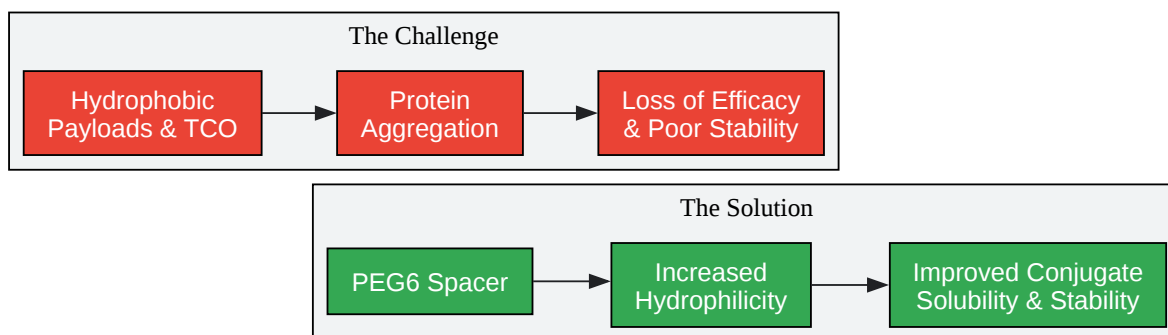 The Challenge
Hydrophobic
Payloads & TCO
Protein
Aggregation
Loss of Efficacy
& Poor Stability
The Solution
PEG6 Spacer
Increased
Hydrophilicity
Improved Conjugate
Solubility & Stability